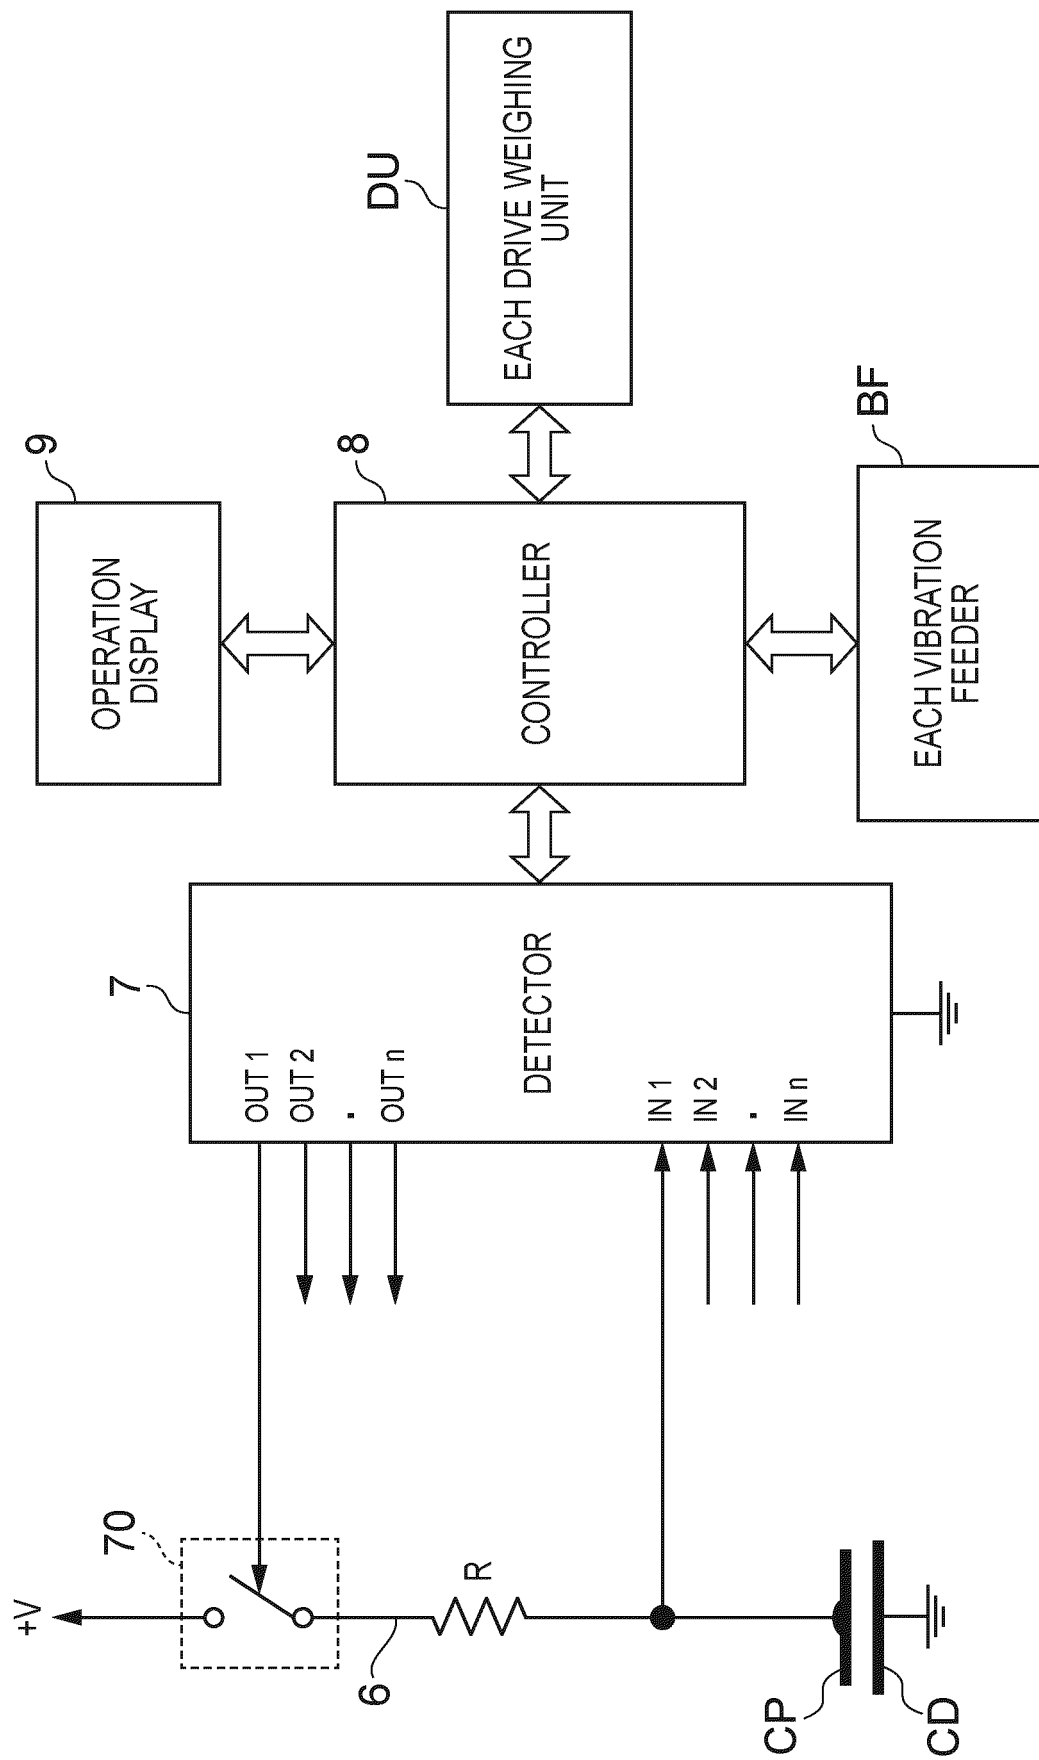 +V
70
6
R
CP
CD
7
OUT 1
OUT 2
.
OUT n
DETECTOR
IN 1
IN 2
.
IN n
9
OPERATION
DISPLAY
8
CONTROLLER
BF
EACH VIBRATION
FEEDER
DU
EACH DRIVE WEIGHING
UNIT